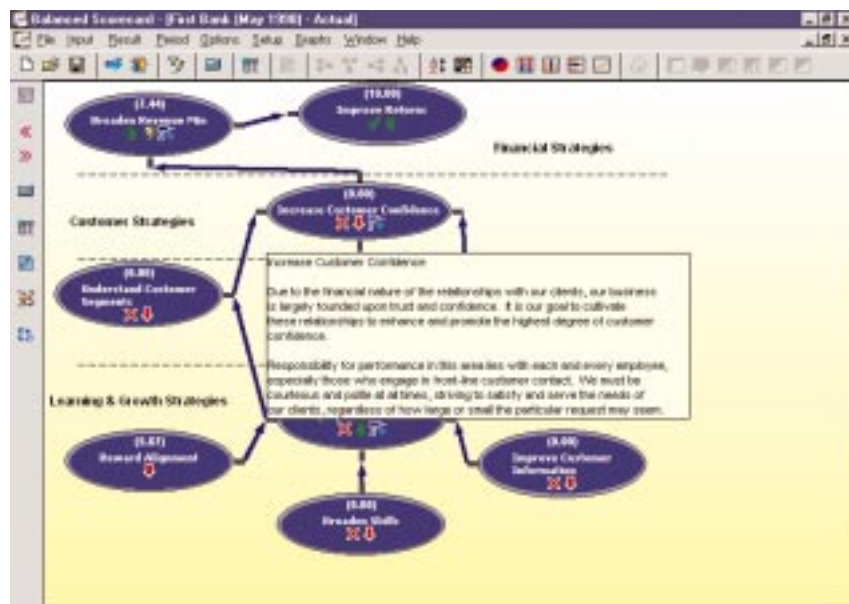 Balanced Scorecard - [First Bank (May 1998) - Actual]
File Input Result Period Options Setup Graphs Window Help
(7.44)
Broaden Revenue Mix
(10.00)
Improve Returns
Financial Strategies
(0.00)
Increase Customer Confidence
Customer Strategies
(0.00)
Understand Customer
Segments
Increase Customer Confidence
Due to the financial nature of the relationships with our clients, our business
is largely founded upon trust and confidence. It is our goal to cultivate
these relationships to enhance and promote the highest degree of customer
confidence.
Responsibility for performance in this area lies with each and every employee,
especially those who engage in front-line customer contact. We must be
courteous and polite at all times, striving to satisfy and serve the needs of
our clients, regardless of how large or small the particular request may seem.
Learning & Growth Strategies
Reward Alignment
(0.00)
Improve Customer
Information
(0.00)
Broaden Skills